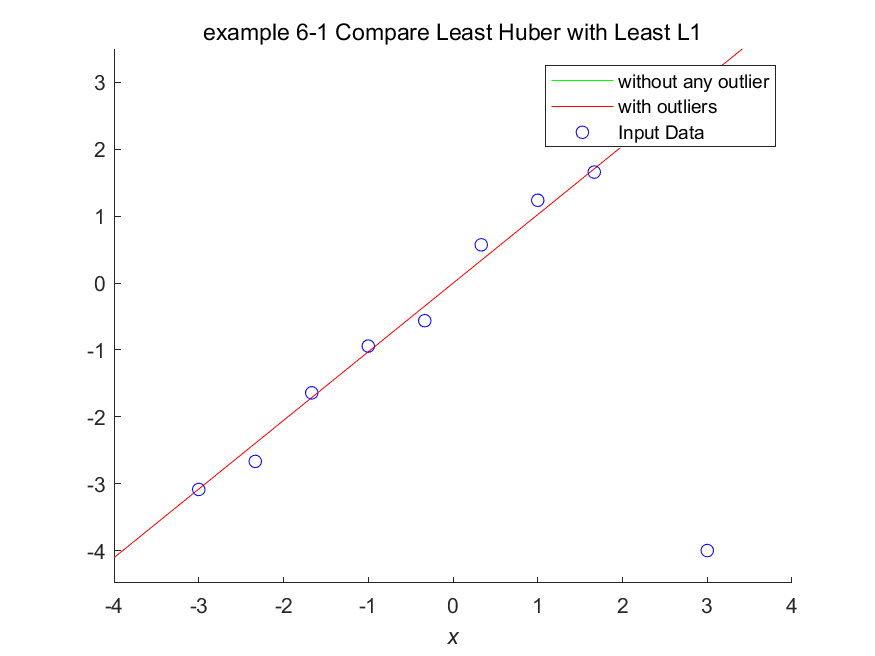 example 6-1 Compare Least Huber with Least L1
without any outlier
with outliers
Input Data
3
2
1
0
-1
-2
-3
-4
-4 -3 -2 -1 0 1 2 3 4
x